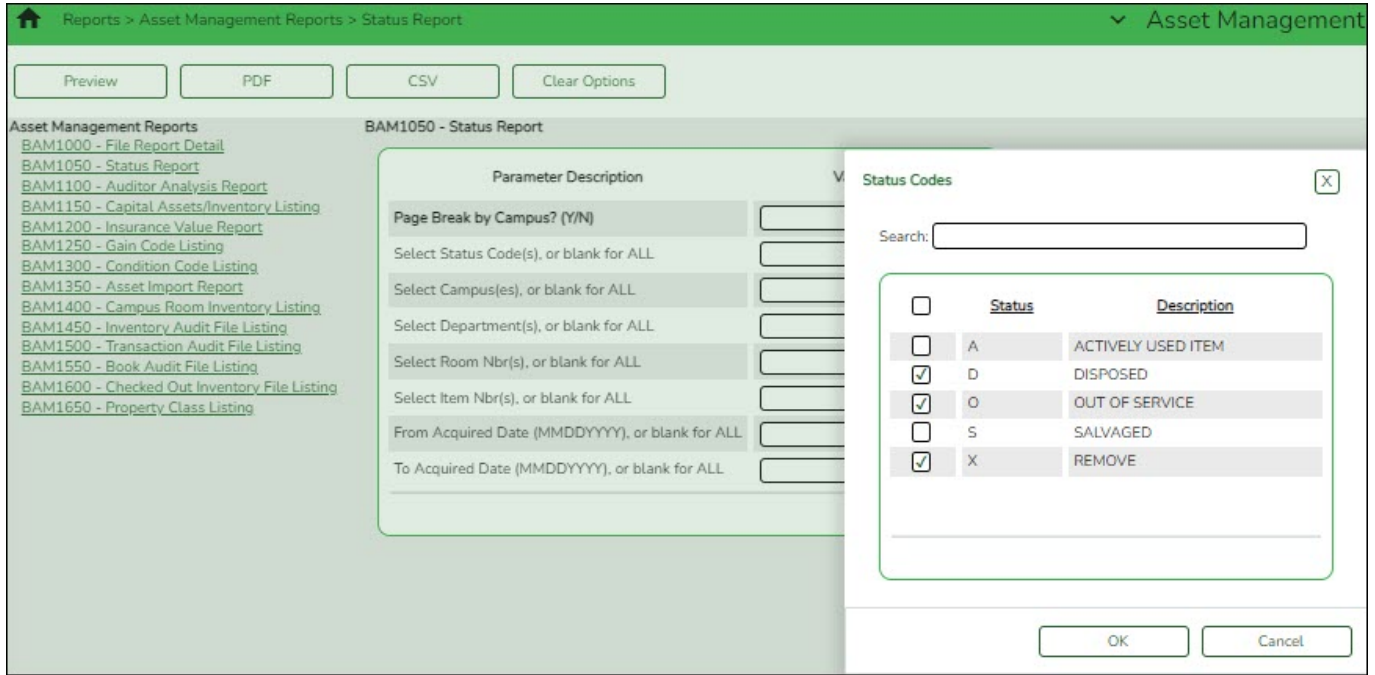 Reports > Asset Management Reports > Status Report
Asset Management
Preview
PDF
CSV
Clear Options
Asset Management Reports
BAM1000 - File Report Detail
BAM1050 - Status Report
BAM1100 - Auditor Analysis Report
BAM1150 - Capital Assets/Inventory Listing
BAM1200 - Insurance Value Report
BAM1250 - Gain Code Listing
BAM1300 - Condition Code Listing
BAM1350 - Asset Import Report
BAM1400 - Campus Room Inventory Listing
BAM1450 - Inventory Audit File Listing
BAM1500 - Transaction Audit File Listing
BAM1550 - Book Audit File Listing
BAM1600 - Checked Out Inventory File Listing
BAM1650 - Property Class Listing
BAM1050 - Status Report
Parameter Description
Page Break by Campus? (Y/N)
Select Status Code(s), or blank for ALL
Select Campus(es), or blank for ALL
Select Department(s), or blank for ALL
Select Room Nbr(s), or blank for ALL
Select Item Nbr(s), or blank for ALL
From Acquired Date (MMDDYYYY), or blank for ALL
To Acquired Date (MMDDYYYY), or blank for ALL
Status Codes
X
Search:
Status Description
A ACTIVELY USED ITEM
D DISPOSED
O OUT OF SERVICE
S SALVAGED
X REMOVE
OK
Cancel